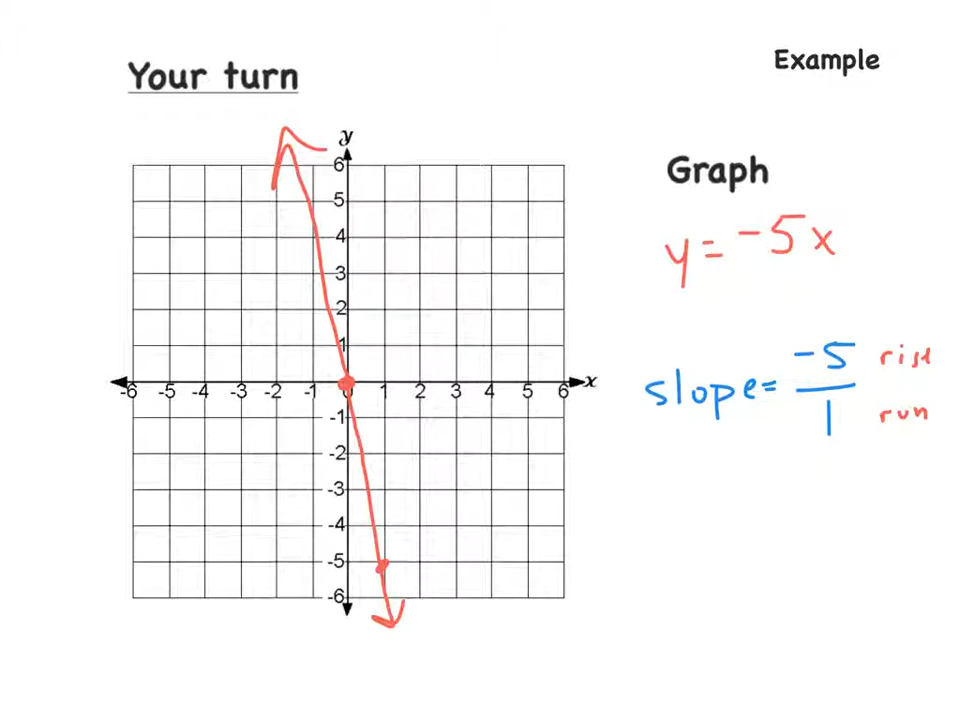 Example
Your turn
Graph
y = -5x
slope = -5/1
rise
run
y
6
5
4
3
2
1
-6 -5 -4 -3 -2 -1 0 1 2 3 4 5 6 x
-1
-2
-3
-4
-5
-6